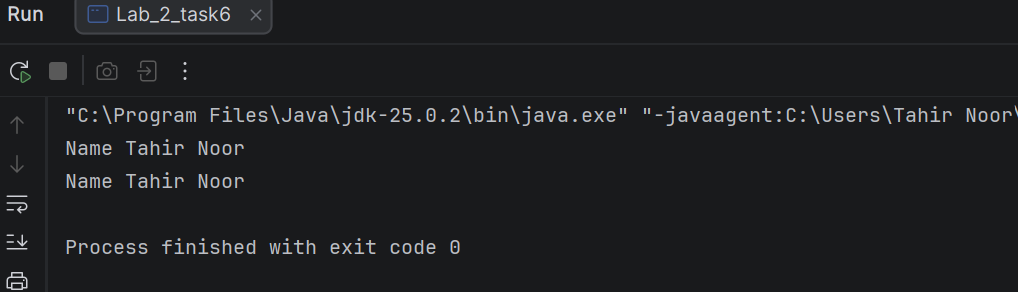 Run Lab_2_task6
"C:\Program Files\Java\jdk-25.0.2\bin\java.exe" "-javaagent:C:\Users\Tahir Noor\
Name Tahir Noor
Name Tahir Noor
Process finished with exit code 0